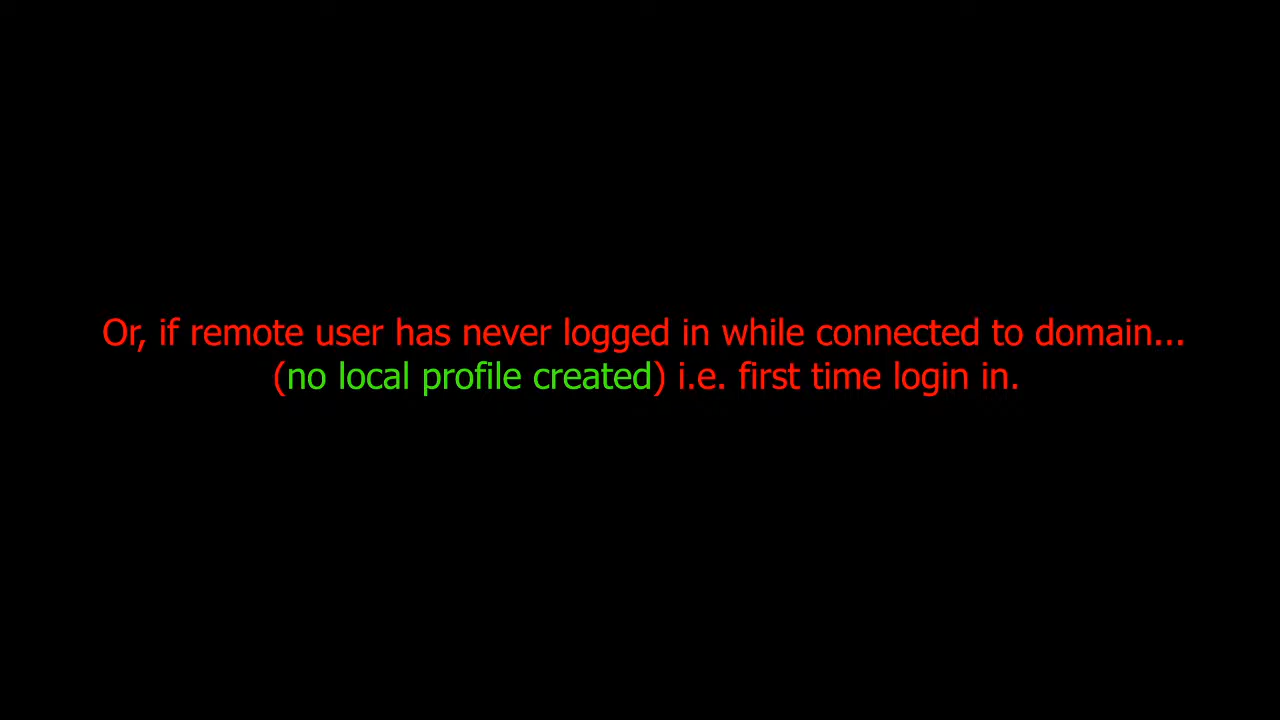 Or, if remote user has never logged in while connected to domain...
(no local profile created) i.e. first time login in.